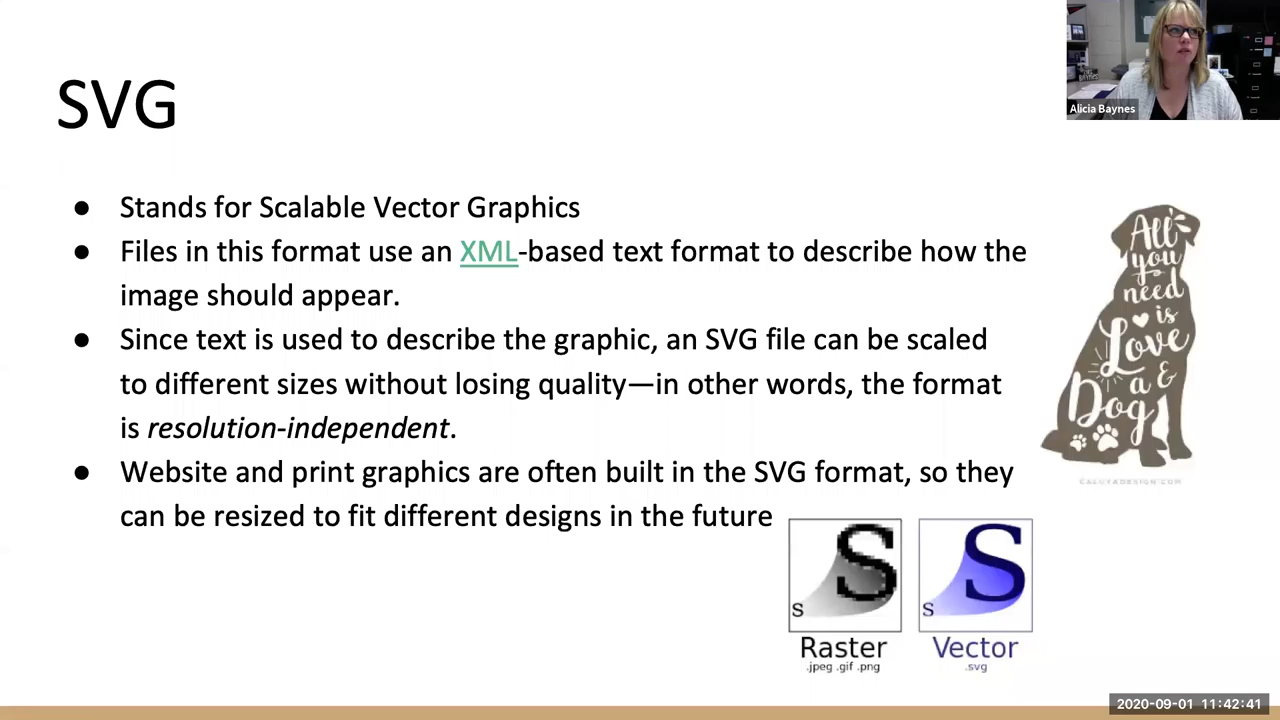 SVG
Alicia Baynes
● Stands for Scalable Vector Graphics
● Files in this format use an XML-based text format to describe how the
image should appear.
● Since text is used to describe the graphic, an SVG file can be scaled
to different sizes without losing quality—in other words, the format
is resolution-independent.
● Website and print graphics are often built in the SVG format, so they
can be resized to fit different designs in the future
All
you
need
is
Love
a &
Dog
S S
S S
Raster Vector
.jpeg .gif .png .svg
2020-09-01 11:42:41